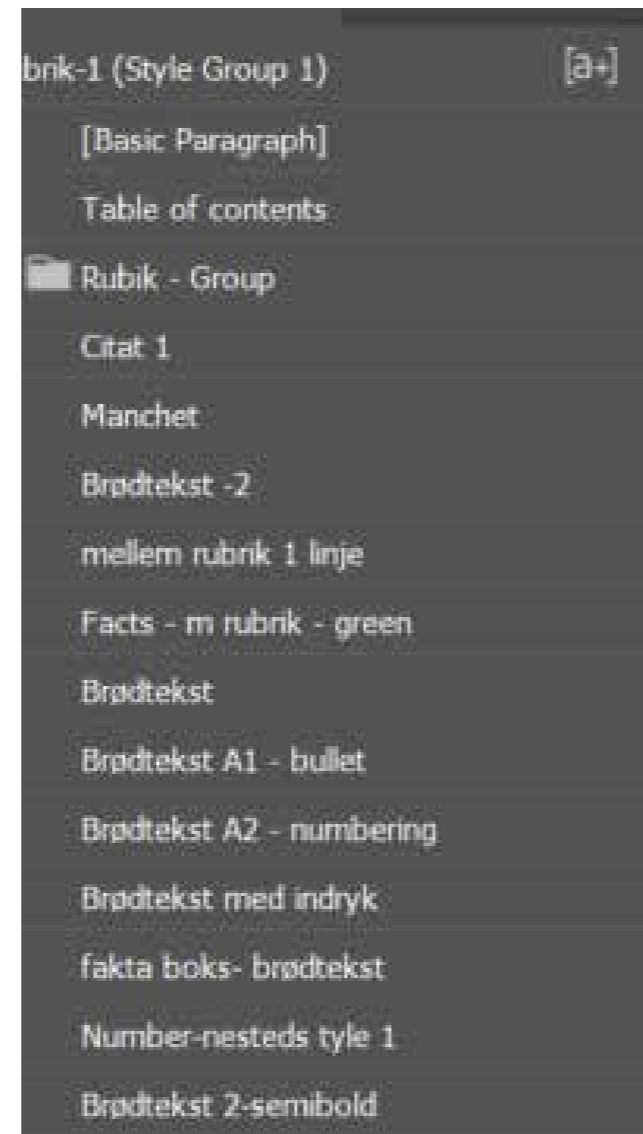 brik-1 (Style Group 1) [a+]
[Basic Paragraph]
Table of contents
Rubik - Group
Citat 1
Manchet
Brødtekst -2
mellem rubrik 1 linje
Facts - m rubrik - green
Brødtekst
Brødtekst A1 - bullet
Brødtekst A2 - numbering
Brødtekst med indryk
fakta boks- brødtekst
Number-nesteds tyle 1
Brødtekst 2-semibold